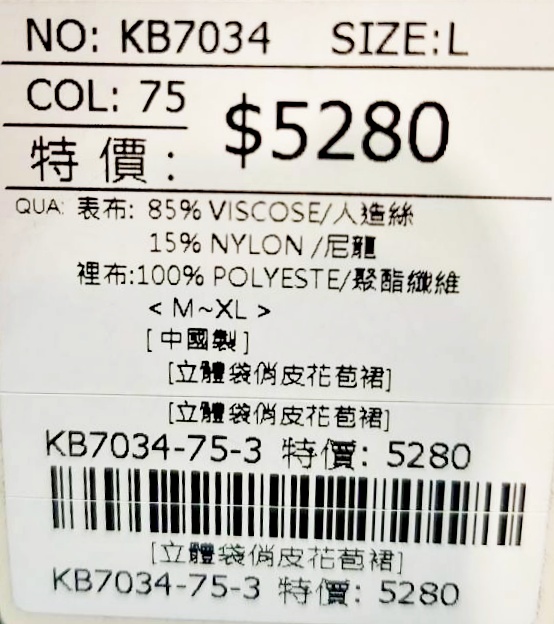 NO: KB7034 SIZE:L
COL: 75
特 價: $5280
QUA: 表布: 85% VISCOSE/人造絲
15% NYLON /尼龍
裡布:100% POLYESTE/聚酯纖維
< M~XL >
[中國製]
[立體袋俏皮花苞裙]
[立體袋俏皮花苞裙]
KB7034-75-3 特價: 5280
[立體袋俏皮花苞裙]
KB7034-75-3 特價: 5280